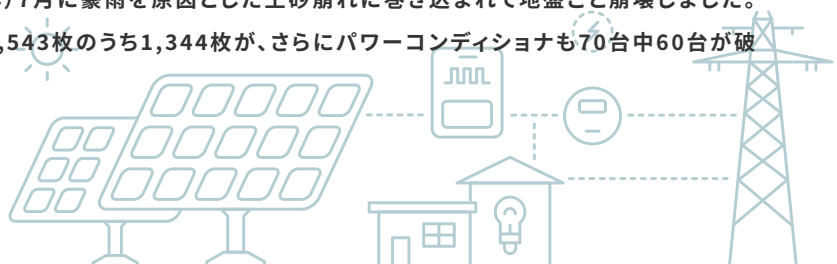 )7月に豪雨を原因とした土砂崩れに巻き込まれて地盤ごと崩壊しました。
,543枚のうち1,344枚が、さらにパワーコンディショナも70台中60台が破